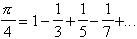 π/4 = 1 − 1/3 + 1/5 − 1/7 + ...